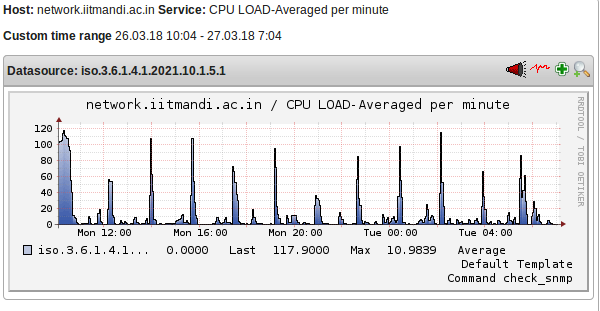 Host: network.iitmandi.ac.in Service: CPU LOAD-Averaged per minute
Custom time range 26.03.18 10:04 - 27.03.18 7:04
Datasource: iso.3.6.1.4.1.2021.10.1.5.1
network.iitmandi.ac.in / CPU LOAD-Averaged per minute
RRDTOOL / TOBI OETIKER
120
100
80
60
40
20
0
Mon 12:00 Mon 16:00 Mon 20:00 Tue 00:00 Tue 04:00
iso.3.6.1.4.1... 0.0000 Last 117.9000 Max 10.9839 Average
Default Template
Command check_snmp